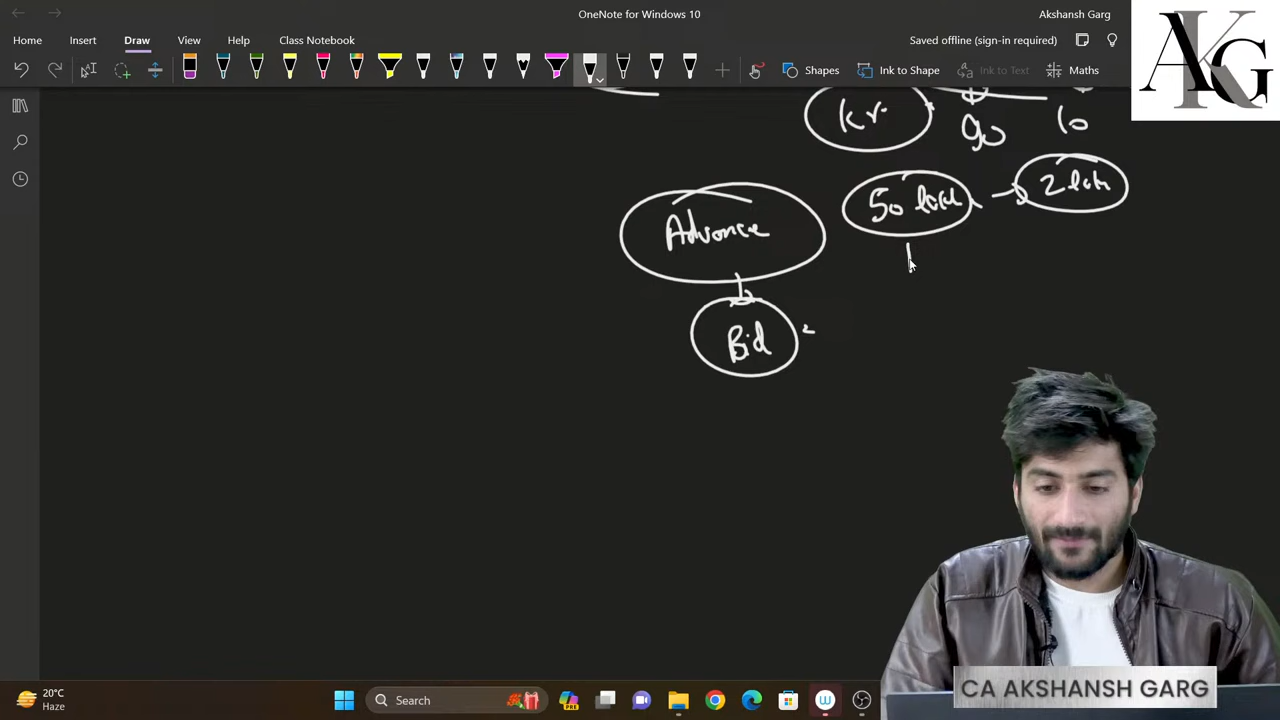 OneNote for Windows 10
Akshansh Garg
Home Insert Draw View Help Class Notebook
Saved offline (sign-in required)
Shapes Ink to Shape Ink to Text Maths
AKG
Kr 90 10
Advance 50 lakh 2 lakh
Bid
CA AKSHANSH GARG
20°C
Haze
Search
PRE